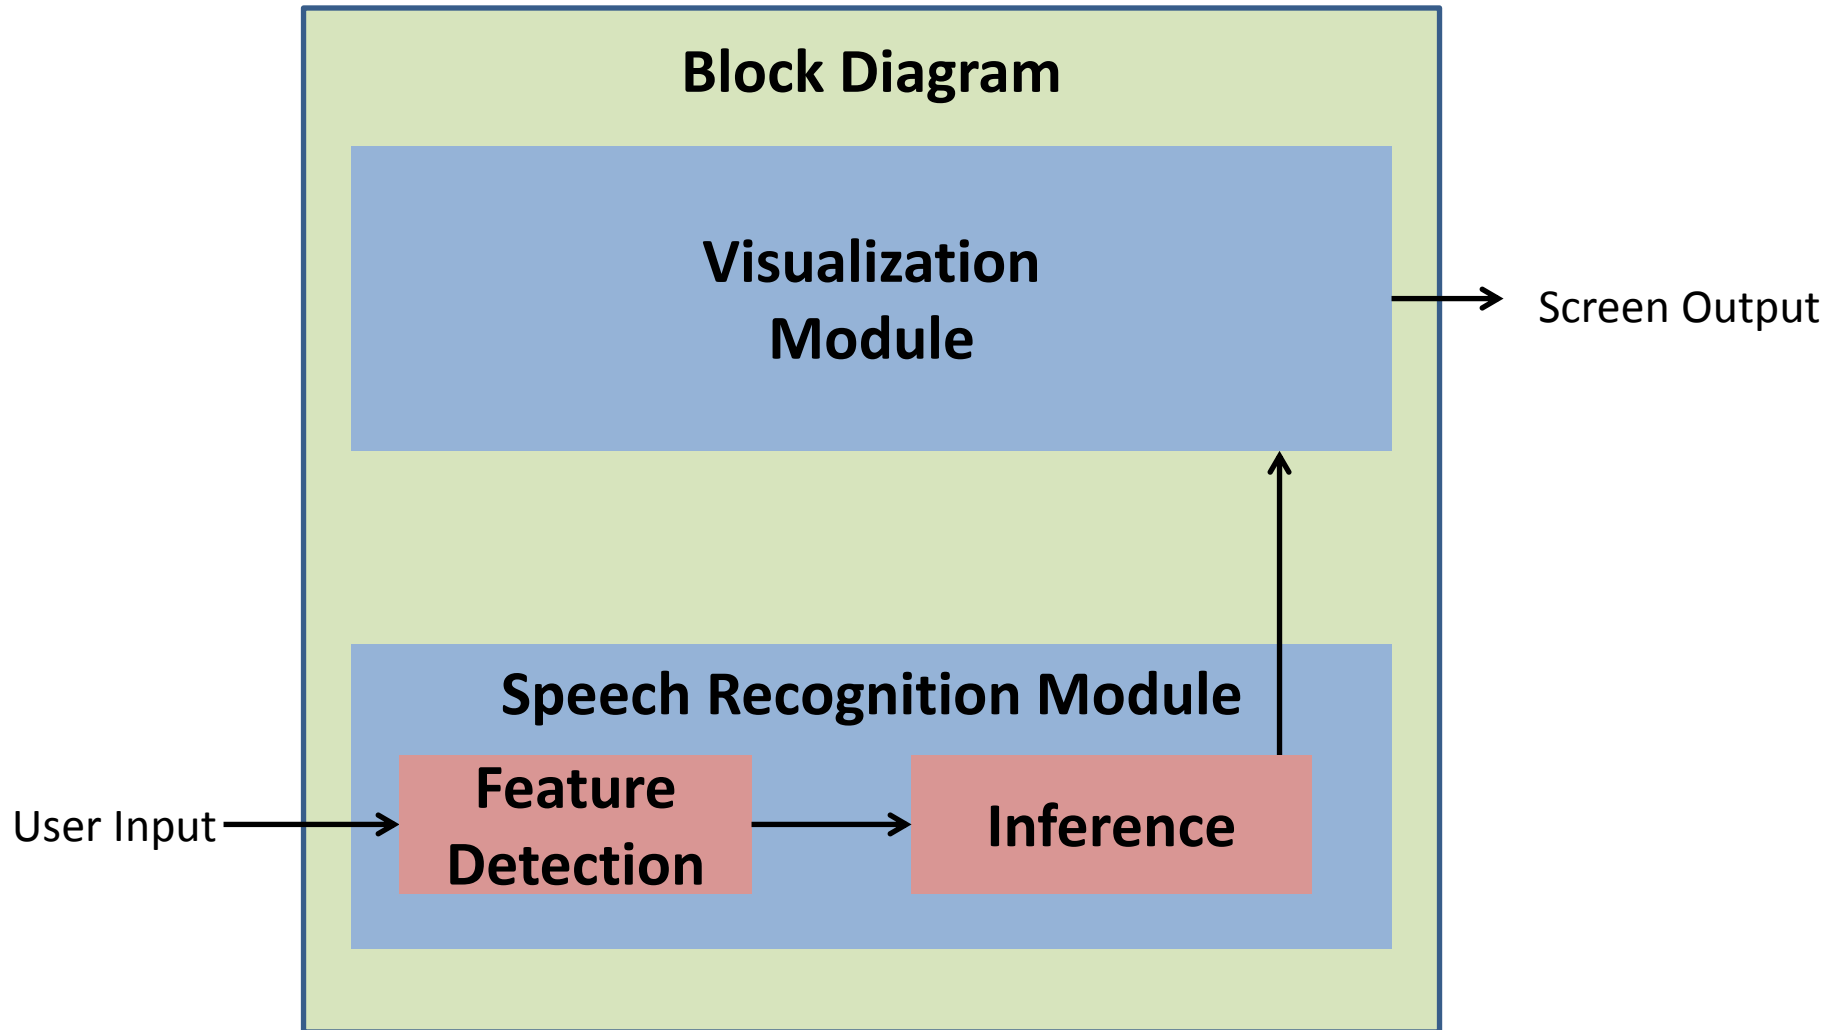 Block Diagram
Visualization
Module
Screen Output
Speech Recognition Module
Feature
Detection
User Input
Inference